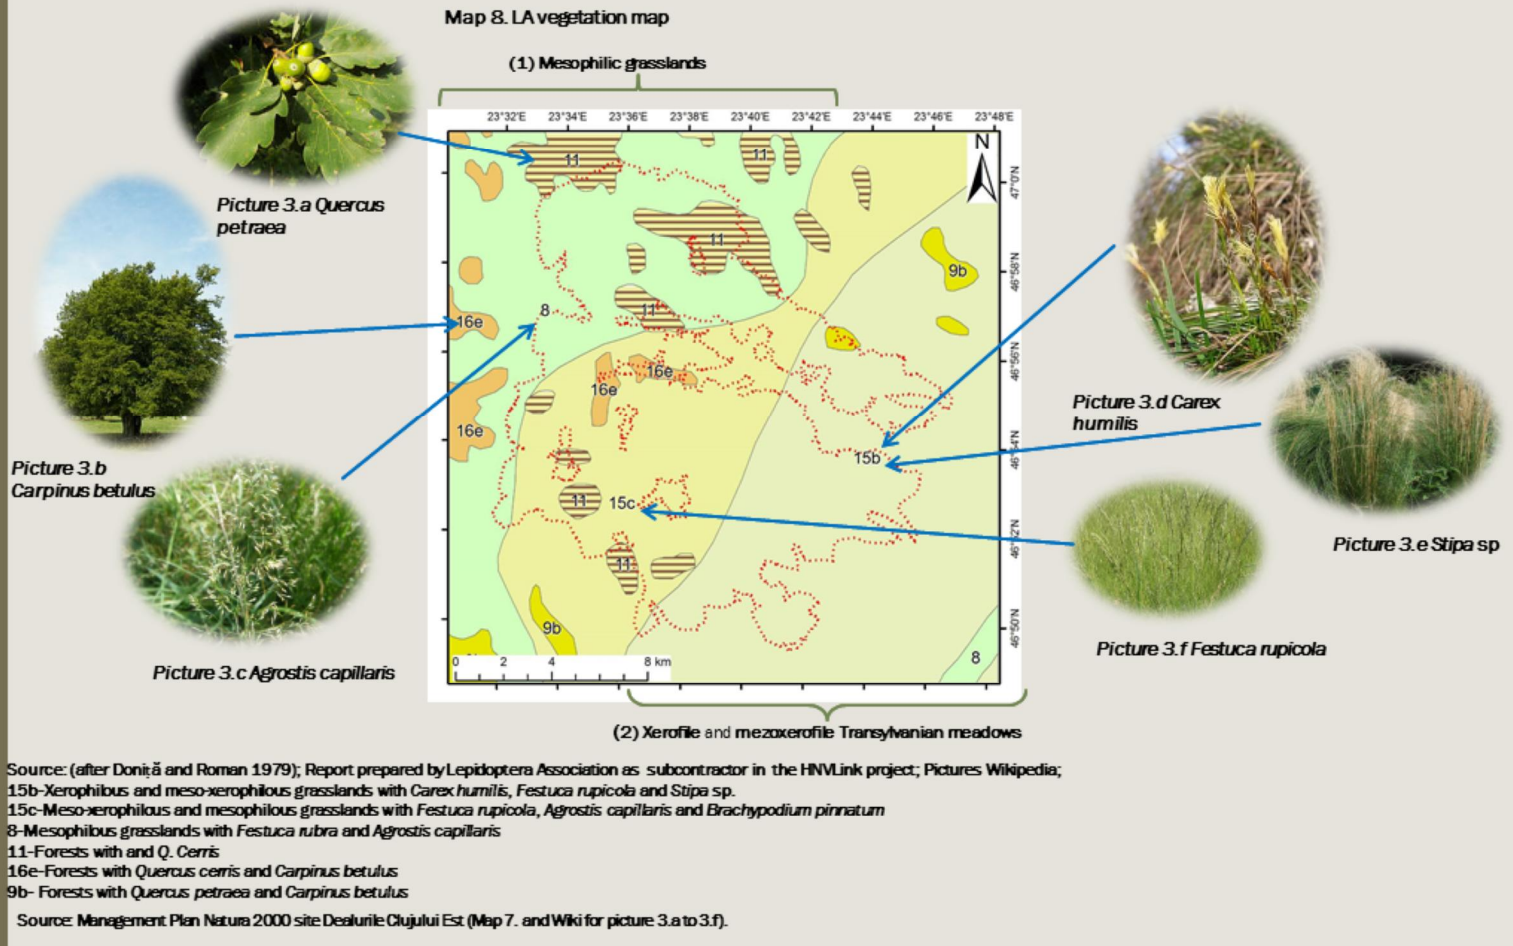 Map 8. LA vegetation map
(1) Mesophilic grasslands
23°32'E 23°34'E 23°36'E 23°38'E 23°40'E 23°42'E 23°44'E 23°46'E 23°48'E
N
47°0'N
46°58'N
46°56'N
46°54'N
46°52'N
46°50'N
11
11
11
9b
8
11
16e
16e
16e
16e
15b
11
15c
11
9b
8
0 2 4 8 km
Picture 3.a Quercus
petraea
Picture 3.b
Carpinus betulus
Picture 3.c Agrostis capillaris
Picture 3.d Carex
humilis
Picture 3.e Stipa sp
Picture 3.f Festuca rupicola
(2) Xerofile and mezoxerofile Transylvanian meadows
Source: (after Doniță and Roman 1979); Report prepared by Lepidoptera Association as subcontractor in the HNVLink project; Pictures Wikipedia;
15b-Xerophilous and meso-xerophilous grasslands with Carex humilis, Festuca rupicola and Stipa sp.
15c-Meso-xerophilous and mesophilous grasslands with Festuca rupicola, Agrostis capillaris and Brachypodium pinnatum
8-Mesophilous grasslands with Festuca rubra and Agrostis capillaris
11-Forests with and Q. Cerris
16e-Forests with Quercus cerris and Carpinus betulus
9b- Forests with Quercus petraea and Carpinus betulus
Source: Management Plan Natura 2000 site Dealurile Clujului Est (Map 7. and Wiki for picture 3.a to 3.f).